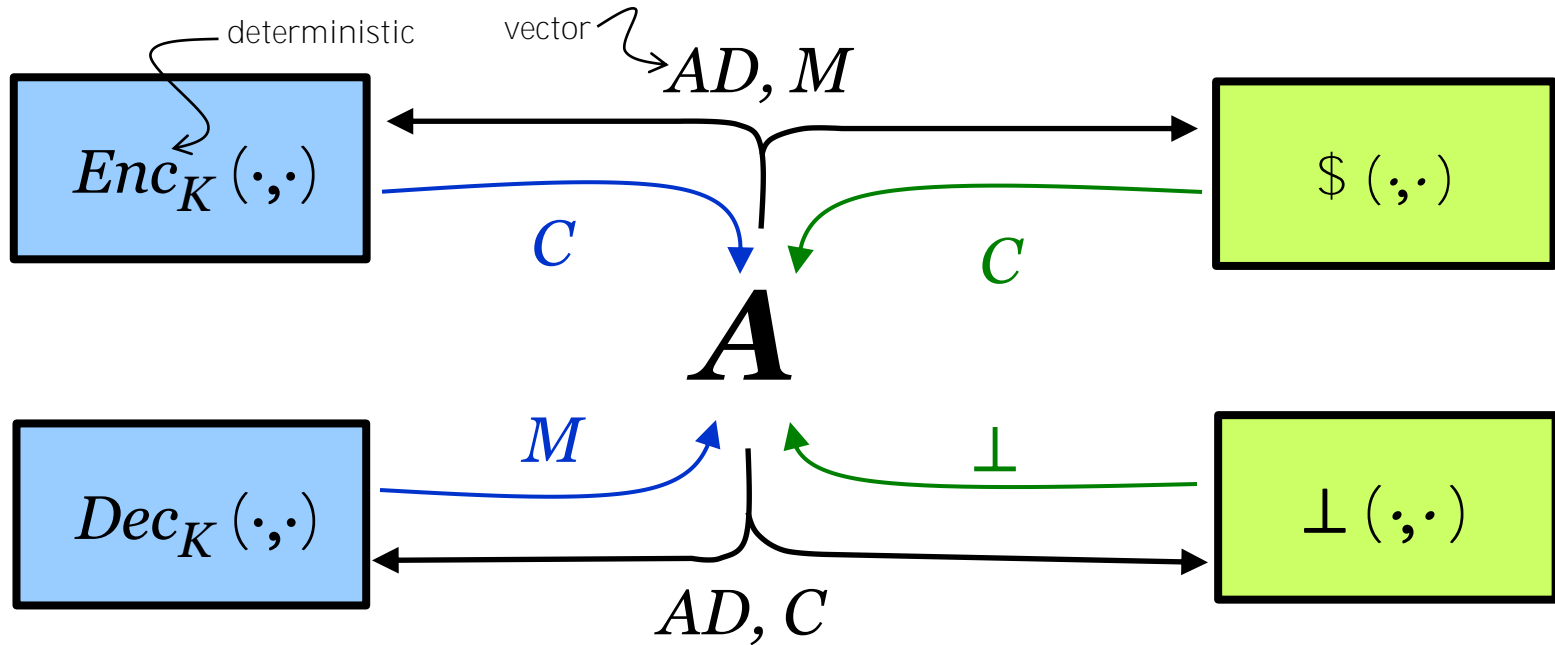 deterministic
vector
AD, M
Enc_K (·,·)
$ (·,·)
C
C
A
M
⊥
Dec_K (·,·)
⊥ (·,·)
AD, C